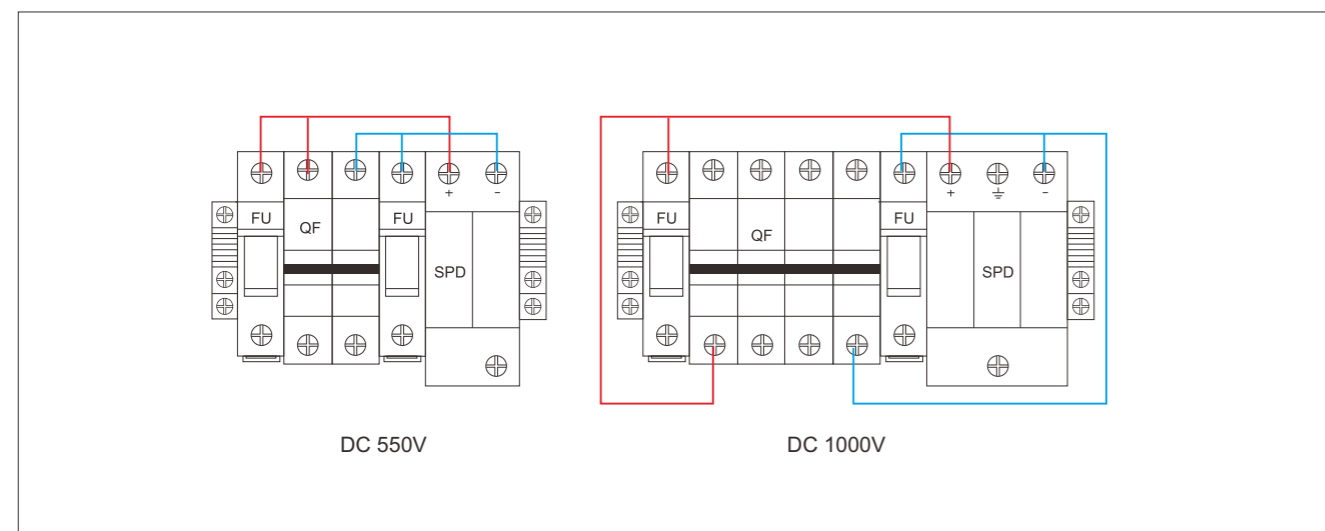 + -
FU QF FU SPD
DC 550V
+ -
FU QF FU SPD
DC 1000V